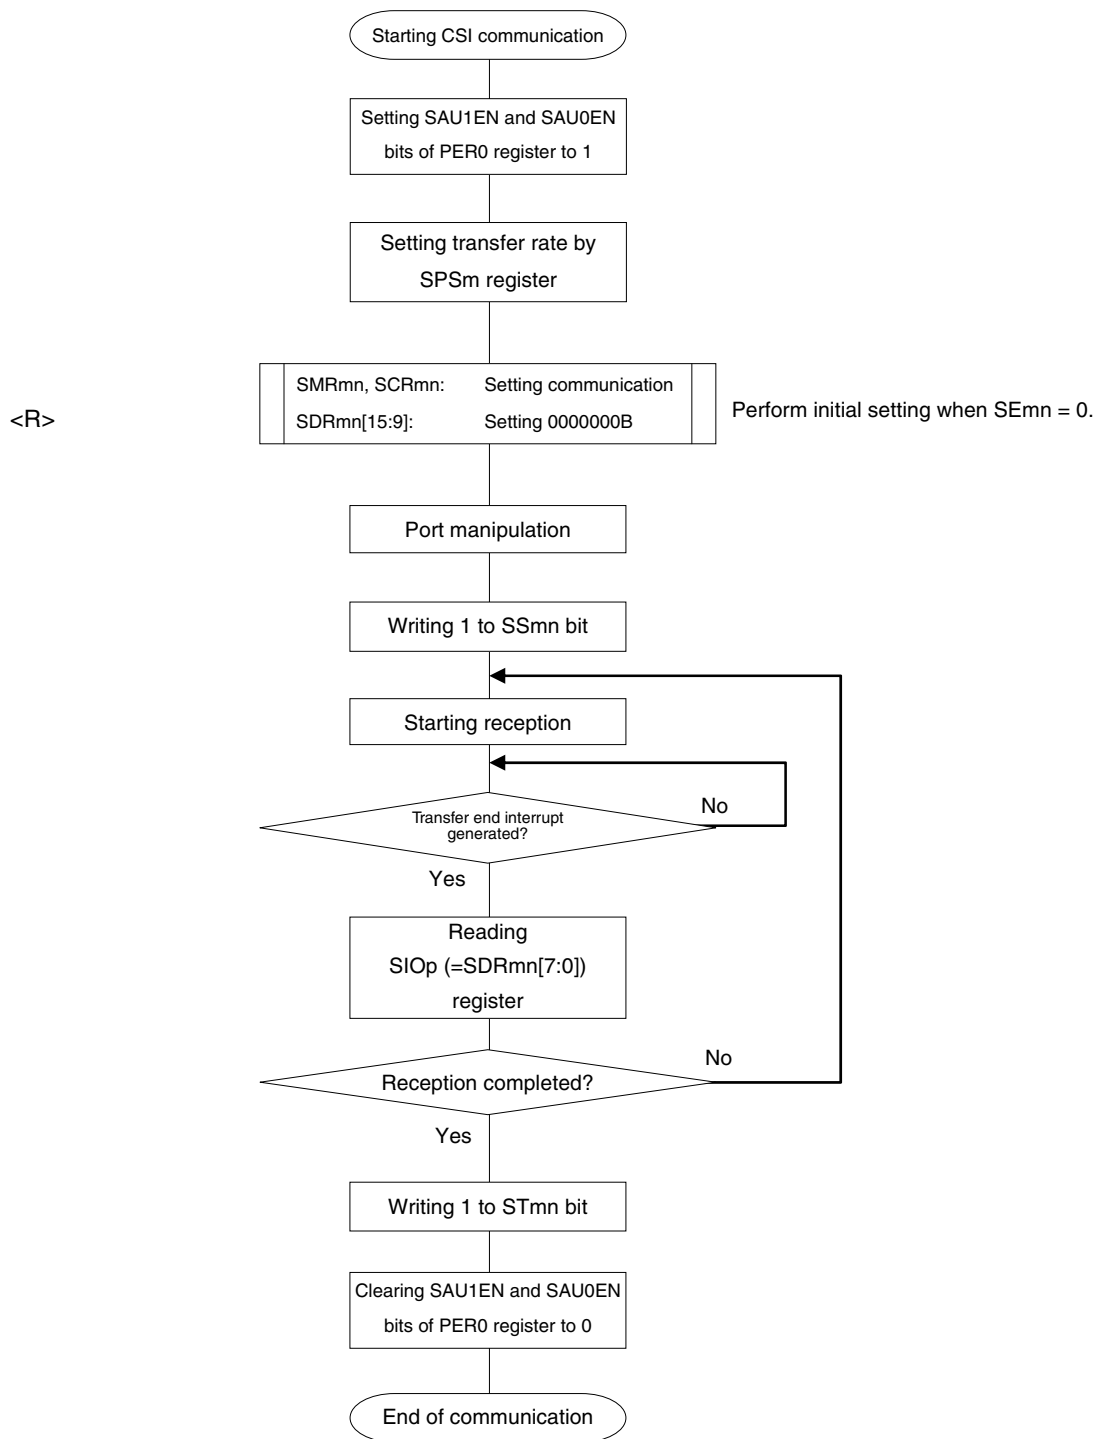 Starting CSI communication
Setting SAU1EN and SAU0EN
bits of PER0 register to 1
Setting transfer rate by
SPSm register
<R>
SMRmn, SCRmn: Setting communication
SDRmn[15:9]: Setting 0000000B
Perform initial setting when SEmn = 0.
Port manipulation
Writing 1 to SSmn bit
Starting reception
Transfer end interrupt
generated?
No
Yes
Reading
SIOp (=SDRmn[7:0])
register
Reception completed?
No
Yes
Writing 1 to STmn bit
Clearing SAU1EN and SAU0EN
bits of PER0 register to 0
End of communication